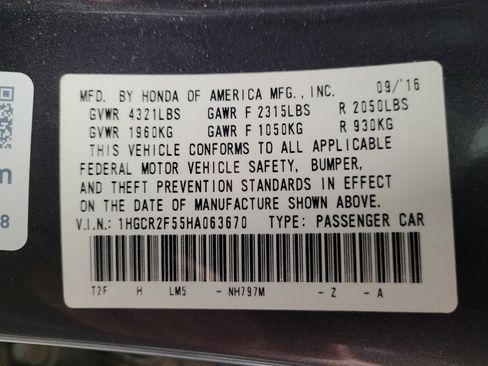 MFD. BY HONDA OF AMERICA MFG., INC. 09/'16
GVWR 4321LBS GAWR F 2315LBS R 2050LBS
GVWR 1960KG GAWR F 1050KG R 930KG
THIS VEHICLE CONFORMS TO ALL APPLICABLE
FEDERAL MOTOR VEHICLE SAFETY, BUMPER,
AND THEFT PREVENTION STANDARDS IN EFFECT
ON THE DATE OF MANUFACTURE SHOWN ABOVE.
V.I.N.: 1HGCR2F55HA063670 TYPE: PASSENGER CAR
T2F H LM5 - NH797M - Z - A
m
8